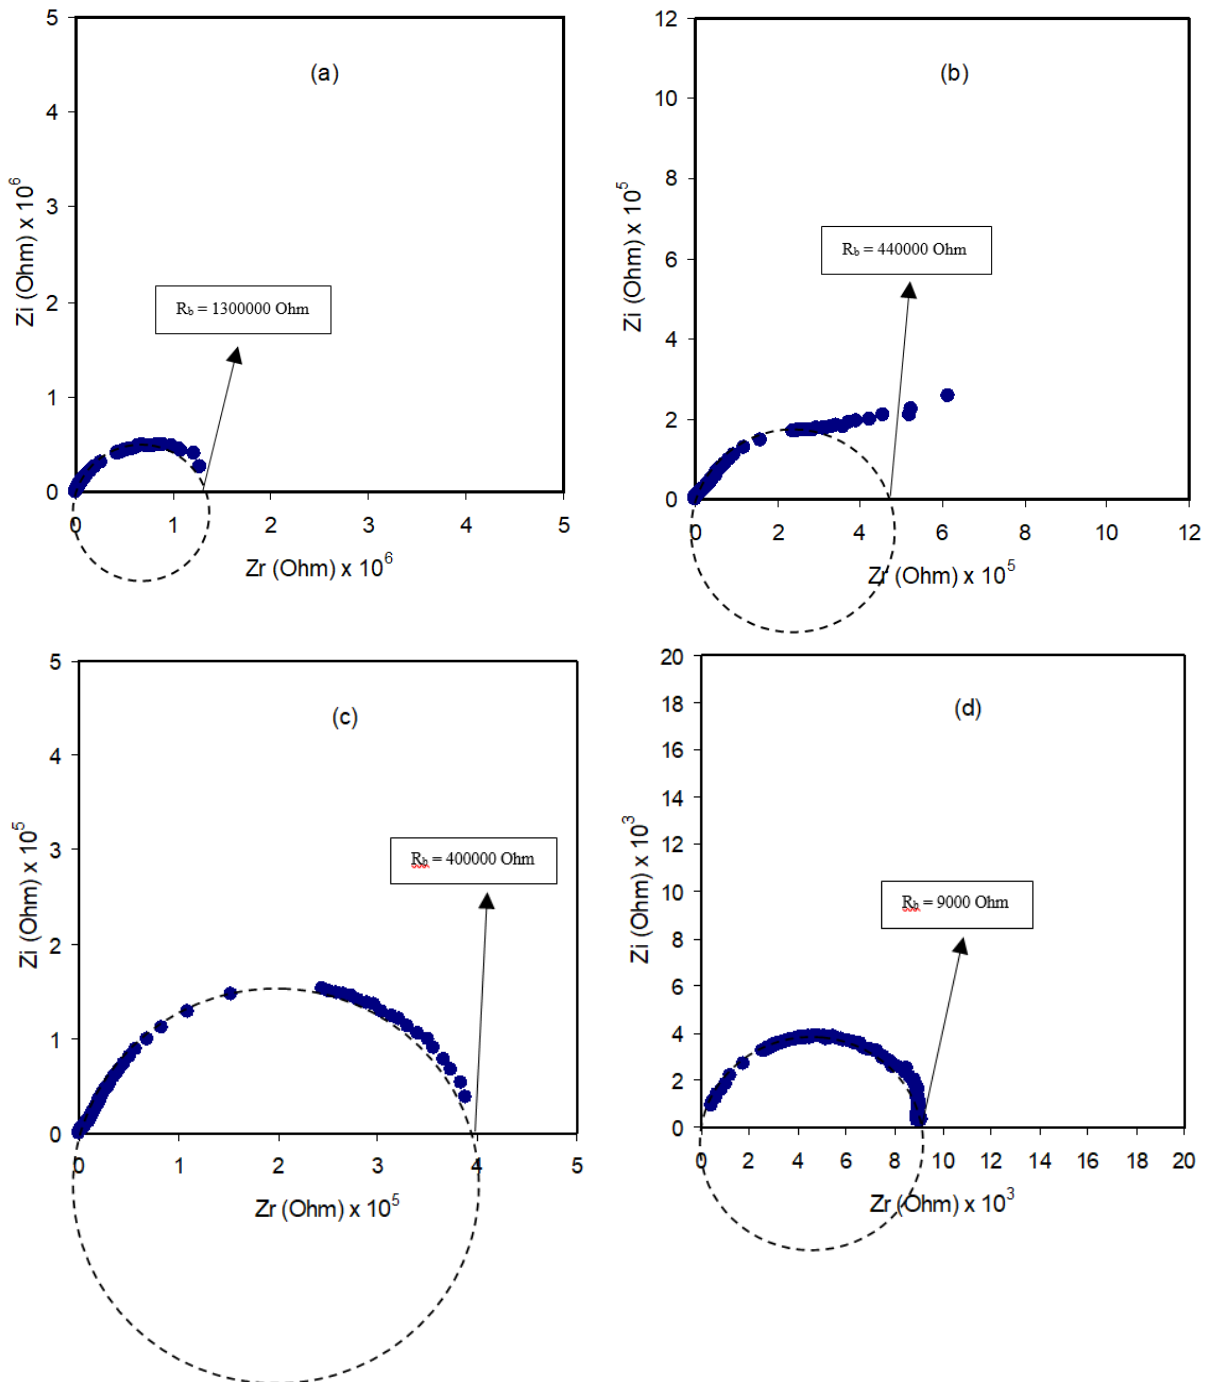 (a)
5
4
3
2
1
0
Zi (Ohm) x 10⁶
R_b = 1300000 Ohm
0 1 2 3 4 5
Zr (Ohm) x 10⁶
(b)
12
10
8
6
4
2
0
Zi (Ohm) x 10⁵
R_b = 440000 Ohm
0 2 4 6 8 10 12
Zr (Ohm) x 10⁵
(c)
5
4
3
2
1
0
Zi (Ohm) x 10⁵
R_b = 400000 Ohm
0 1 2 3 4 5
Zr (Ohm) x 10⁵
(d)
20
18
16
14
12
10
8
6
4
2
0
Zi (Ohm) x 10³
R_b = 9000 Ohm
0 2 4 6 8 10 12 14 16 18 20
Zr (Ohm) x 10³